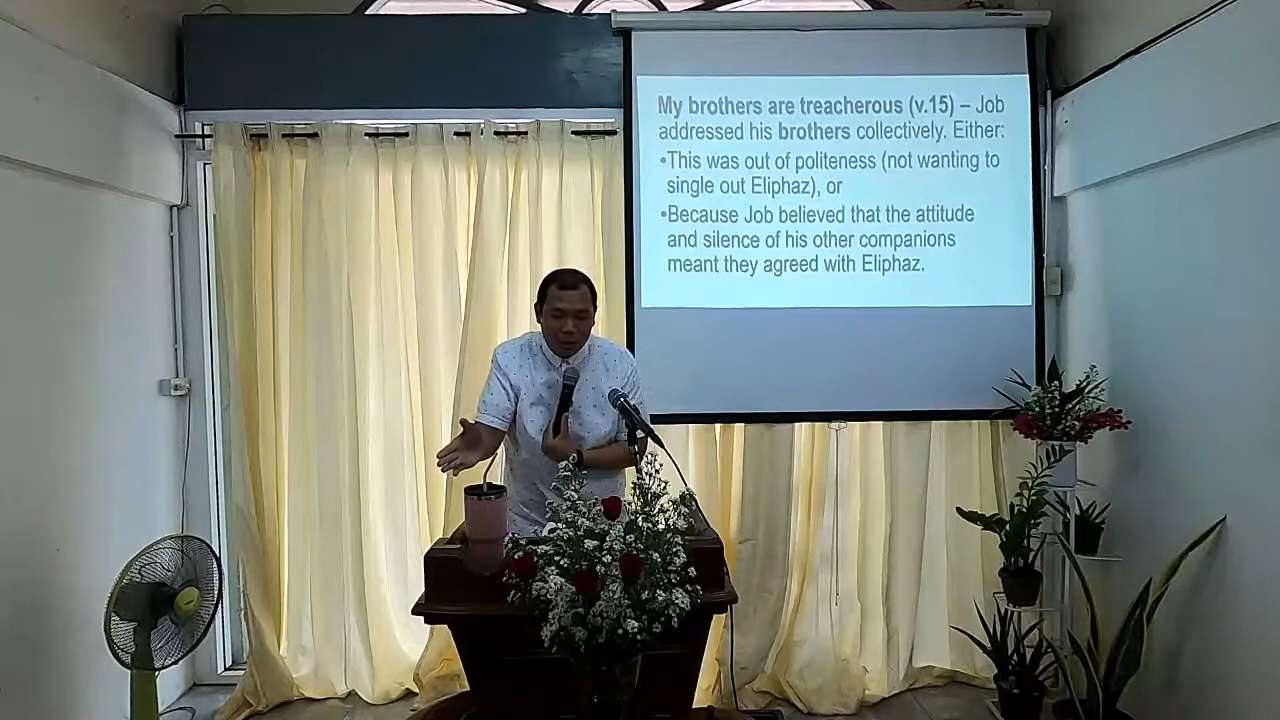 My brothers are treacherous (v.15) – Job
addressed his brothers collectively. Either:
•This was out of politeness (not wanting to
single out Eliphaz), or
•Because Job believed that the attitude
and silence of his other companions
meant they agreed with Eliphaz.